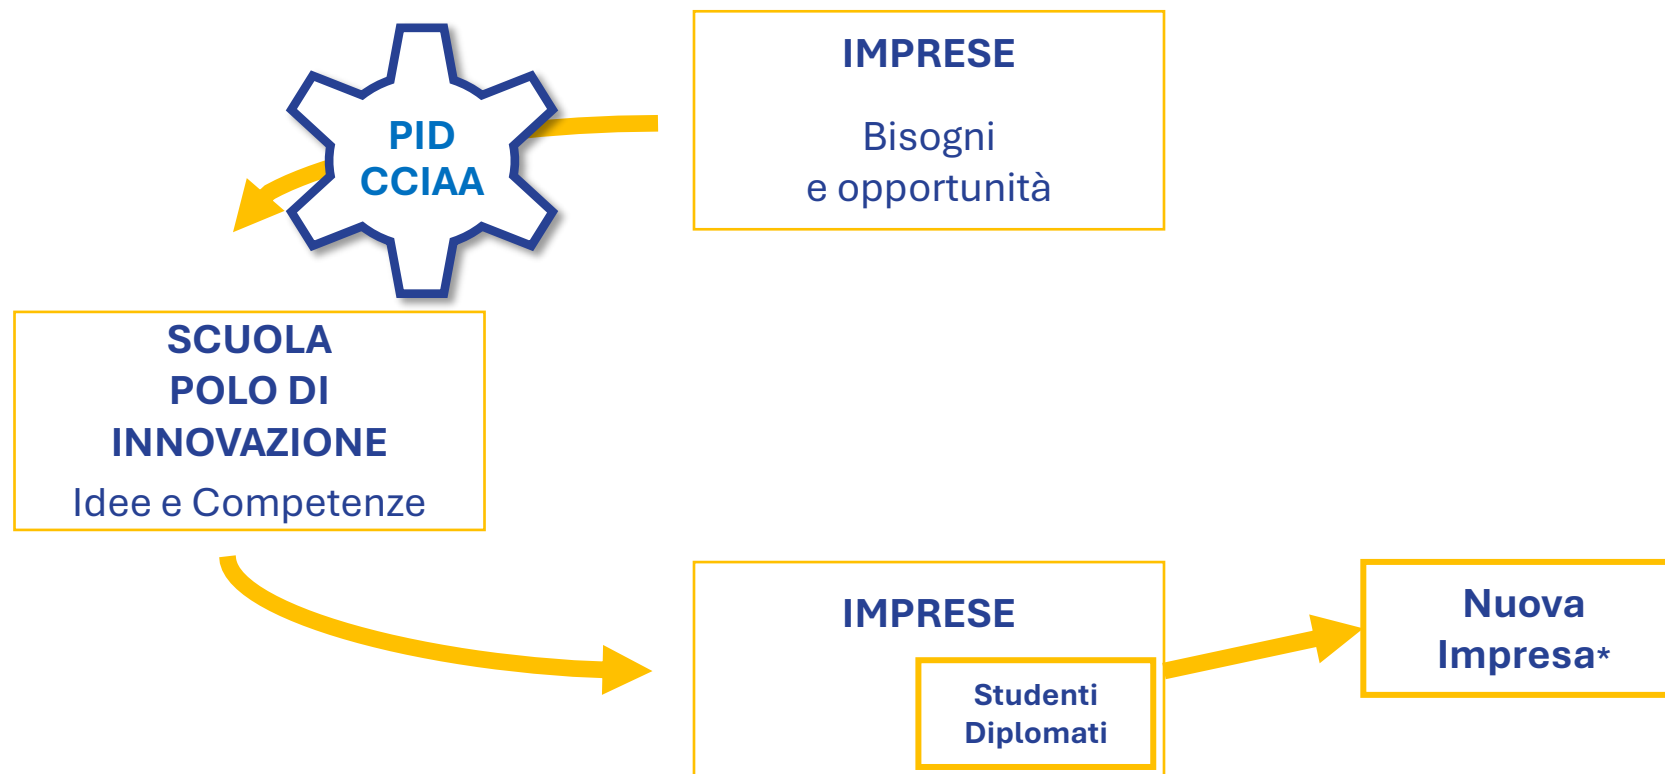 PID
CCIAA
IMPRESE
Bisogni
e opportunità
SCUOLA
POLO DI
INNOVAZIONE
Idee e Competenze
IMPRESE
Studenti
Diplomati
Nuova
Impresa*